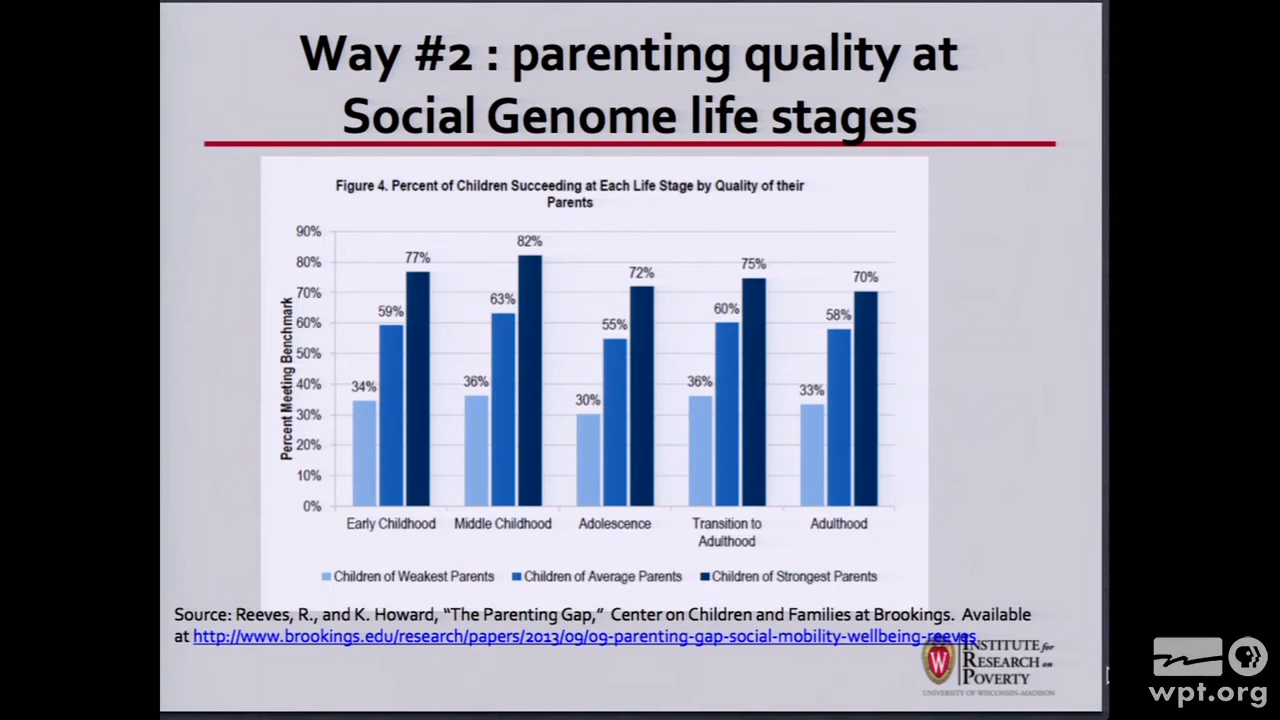 Way #2 : parenting quality at
Social Genome life stages
Figure 4. Percent of Children Succeeding at Each Life Stage by Quality of their
Parents
Percent Meeting Benchmark
90%
80%
70%
60%
50%
40%
30%
20%
10%
0%
34%
59%
77%
36%
63%
82%
30%
55%
72%
36%
60%
75%
33%
58%
70%
Early Childhood
Middle Childhood
Adolescence
Transition to
Adulthood
Adulthood
Children of Weakest Parents
Children of Average Parents
Children of Strongest Parents
Source: Reeves, R., and K. Howard, “The Parenting Gap,” Center on Children and Families at Brookings. Available
at http://www.brookings.edu/research/papers/2013/09/09-parenting-gap-social-mobility-wellbeing-reeves
INSTITUTE for
RESEARCH on
POVERTY
UNIVERSITY OF WISCONSIN-MADISON
W
PBS
wpt.org